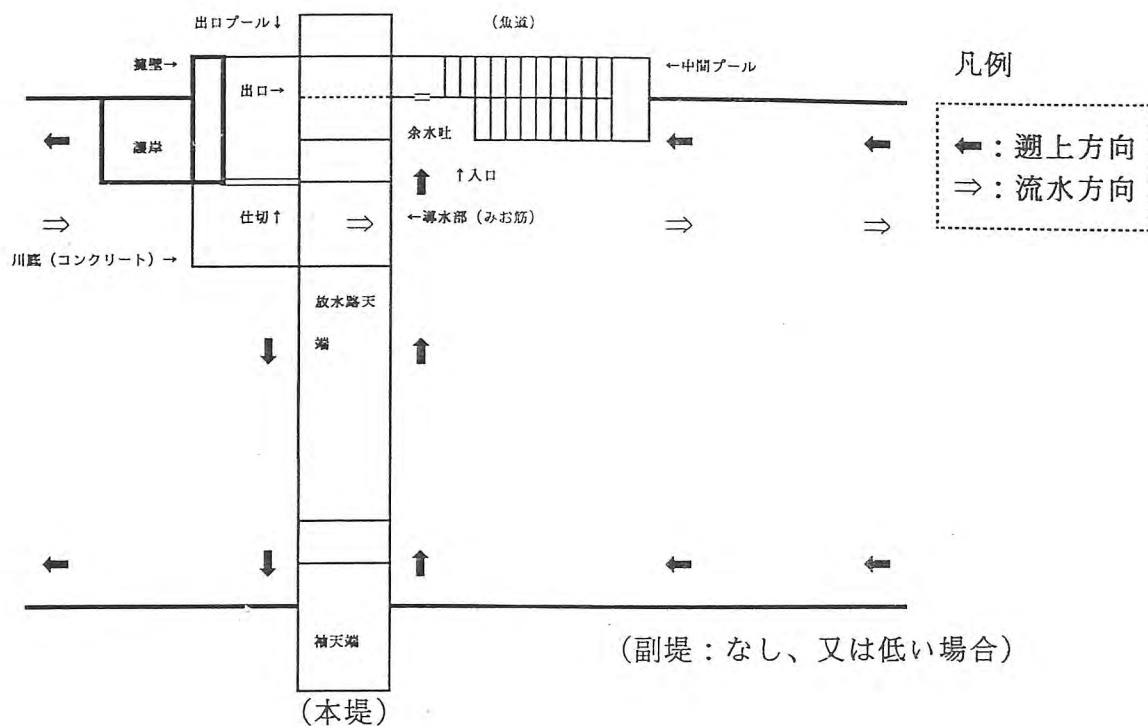 出口プール↓
(魚道)
擁壁→
←中間プール
凡例
出口→
余水吐
護岸
←:遡上方向
⇒:流水方向
↑入口
仕切↑
←導水部(みお筋)
川底(コンクリート)→
放水路天
端
袖天端
(副堤:なし、又は低い場合)
(本堤)